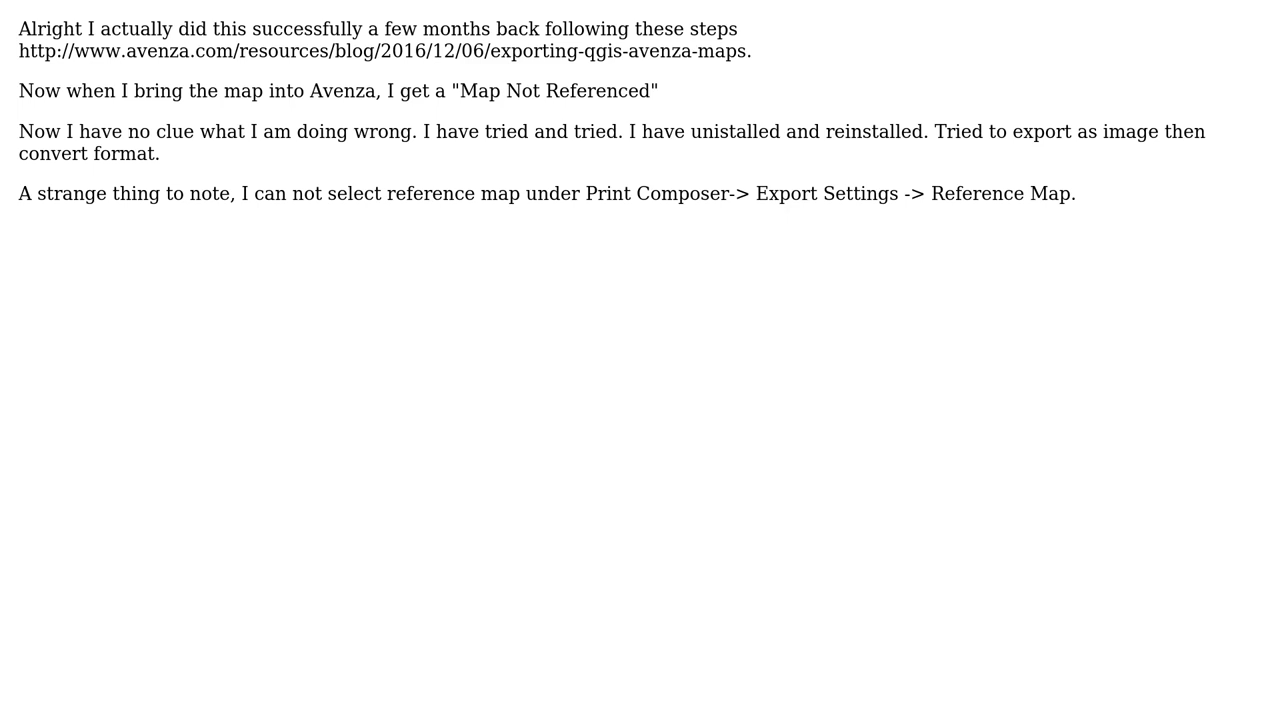 Alright I actually did this successfully a few months back following these steps
http://www.avenza.com/resources/blog/2016/12/06/exporting-qgis-avenza-maps.
Now when I bring the map into Avenza, I get a "Map Not Referenced"
Now I have no clue what I am doing wrong. I have tried and tried. I have unistalled and reinstalled. Tried to export as image then
convert format.
A strange thing to note, I can not select reference map under Print Composer-> Export Settings -> Reference Map.